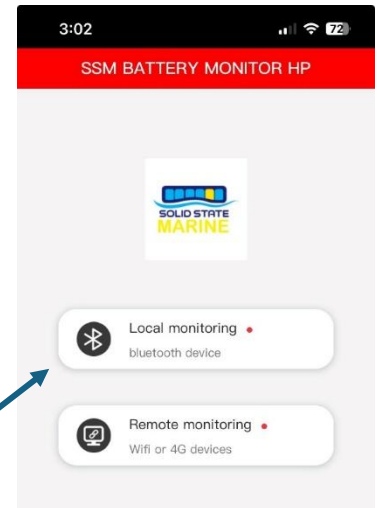 3:02
72
SSM BATTERY MONITOR HP
SOLID STATE
MARINE
Local monitoring
bluetooth device
Remote monitoring
Wifi or 4G devices